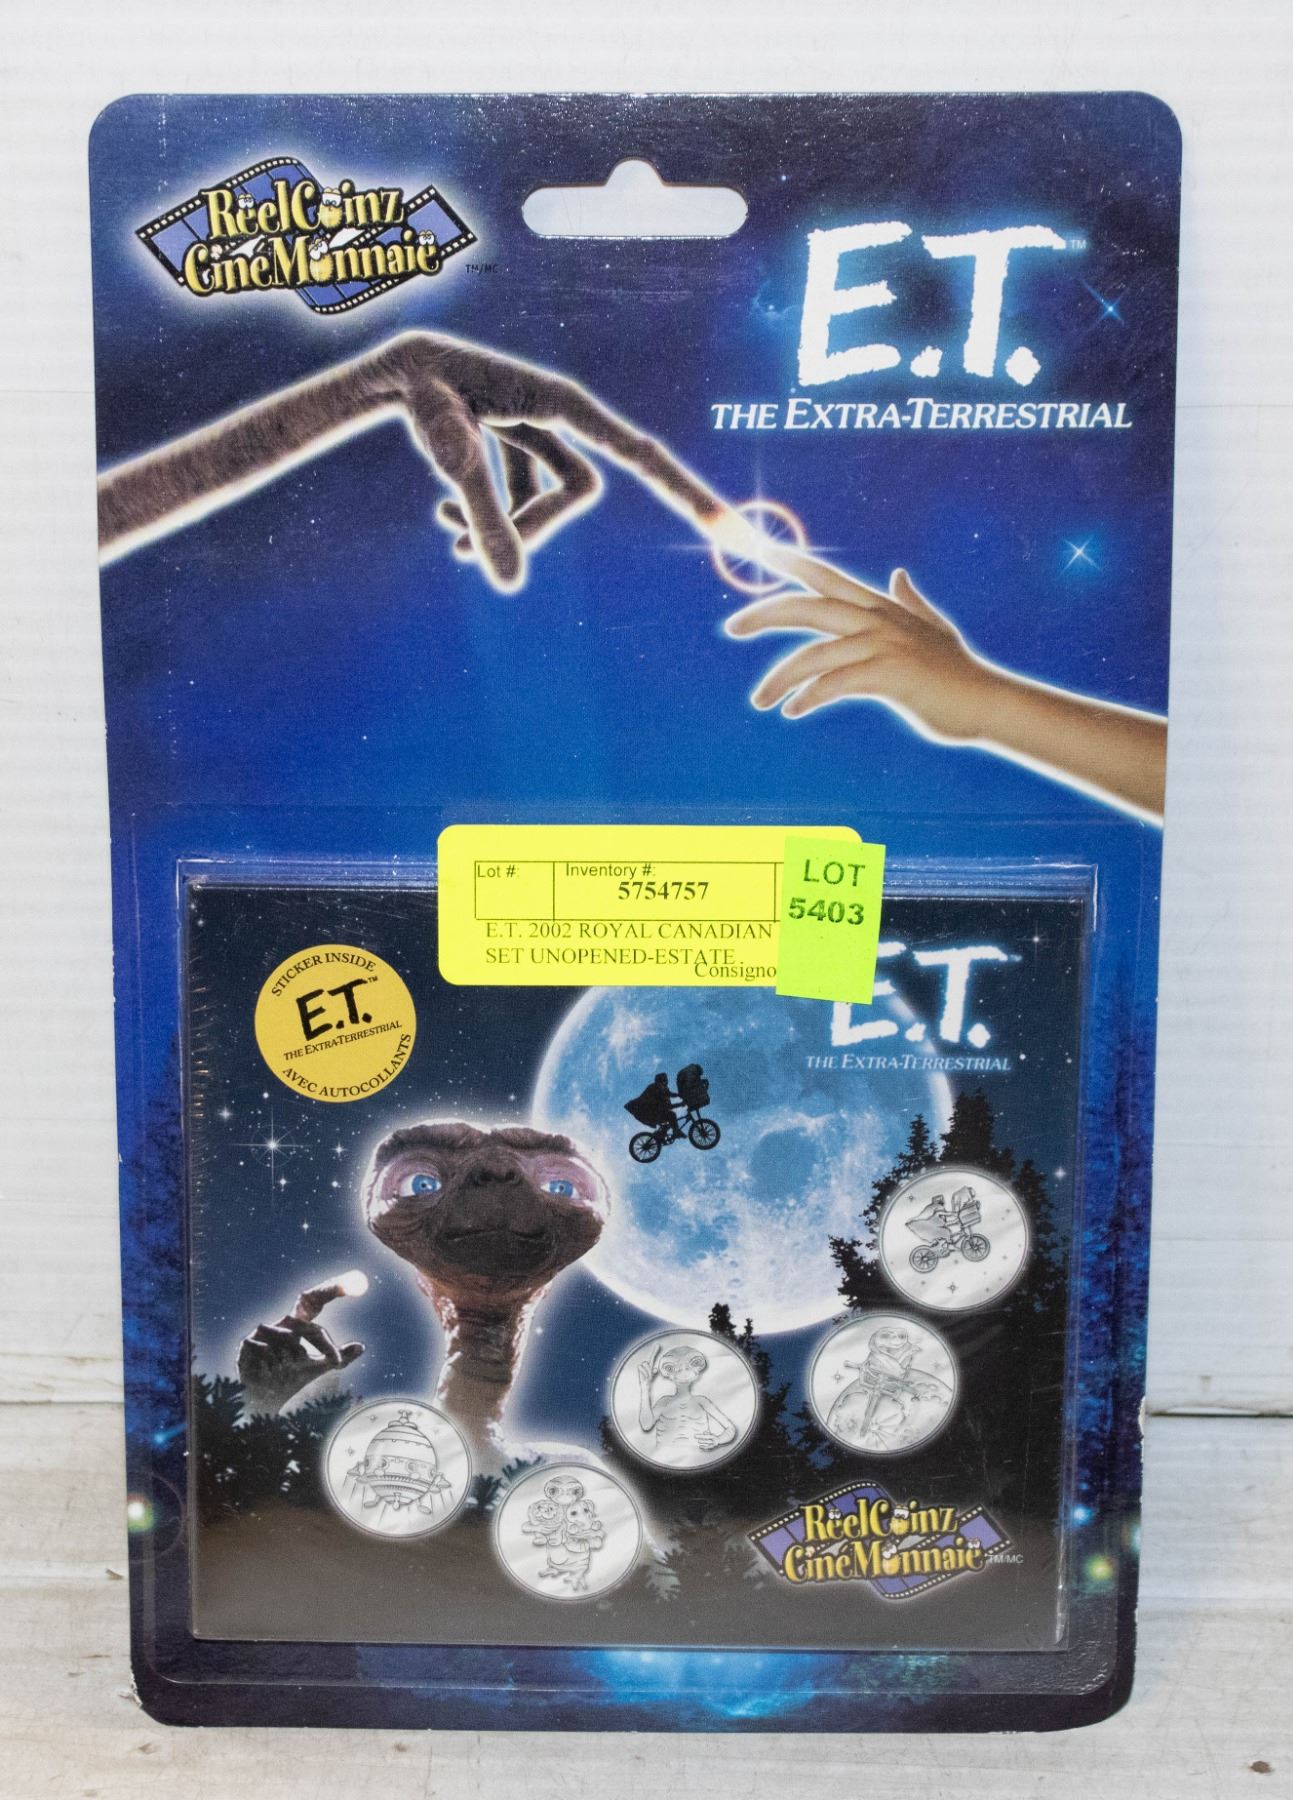 ReelCoinz
CinéMonnaie
TM/MC
E.T.™
THE EXTRA-TERRESTRIAL
Lot #:
Inventory #:
5754757
LOT
5403
E.T. 2002 ROYAL CANADIAN
SET UNOPENED-ESTATE
STICKER INSIDE
E.T.™
THE EXTRA-TERRESTRIAL
AVEC AUTOCOLLANTS
E.T.
THE EXTRA-TERRESTRIAL
ReelCoinz
CinéMonnaie
TM/MC